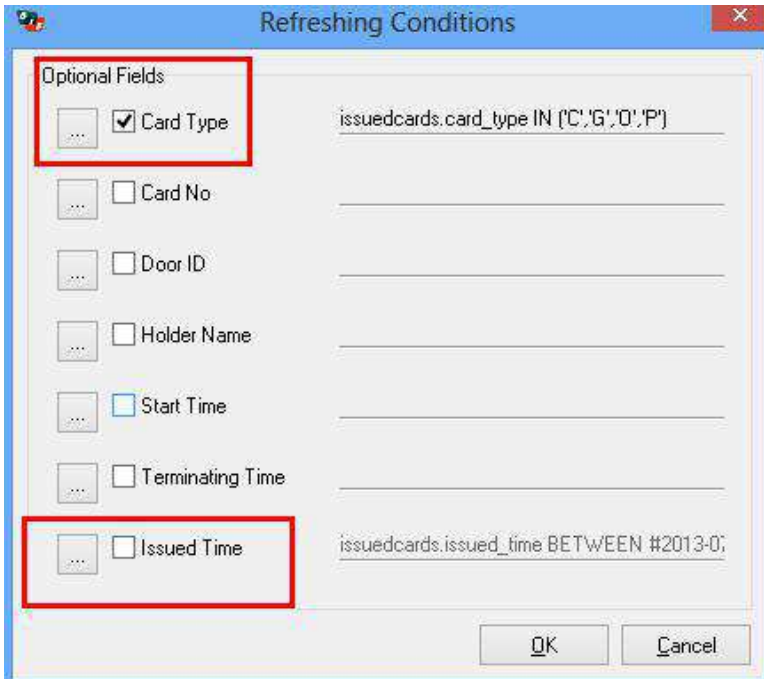 Refreshing Conditions
Optional Fields
... Card Type issuedcards.card_type IN ('C','G','O','P')
... Card No
... Door ID
... Holder Name
... Start Time
... Terminating Time
... Issued Time issuedcards.issued_time BETWEEN #2013-07
OK Cancel